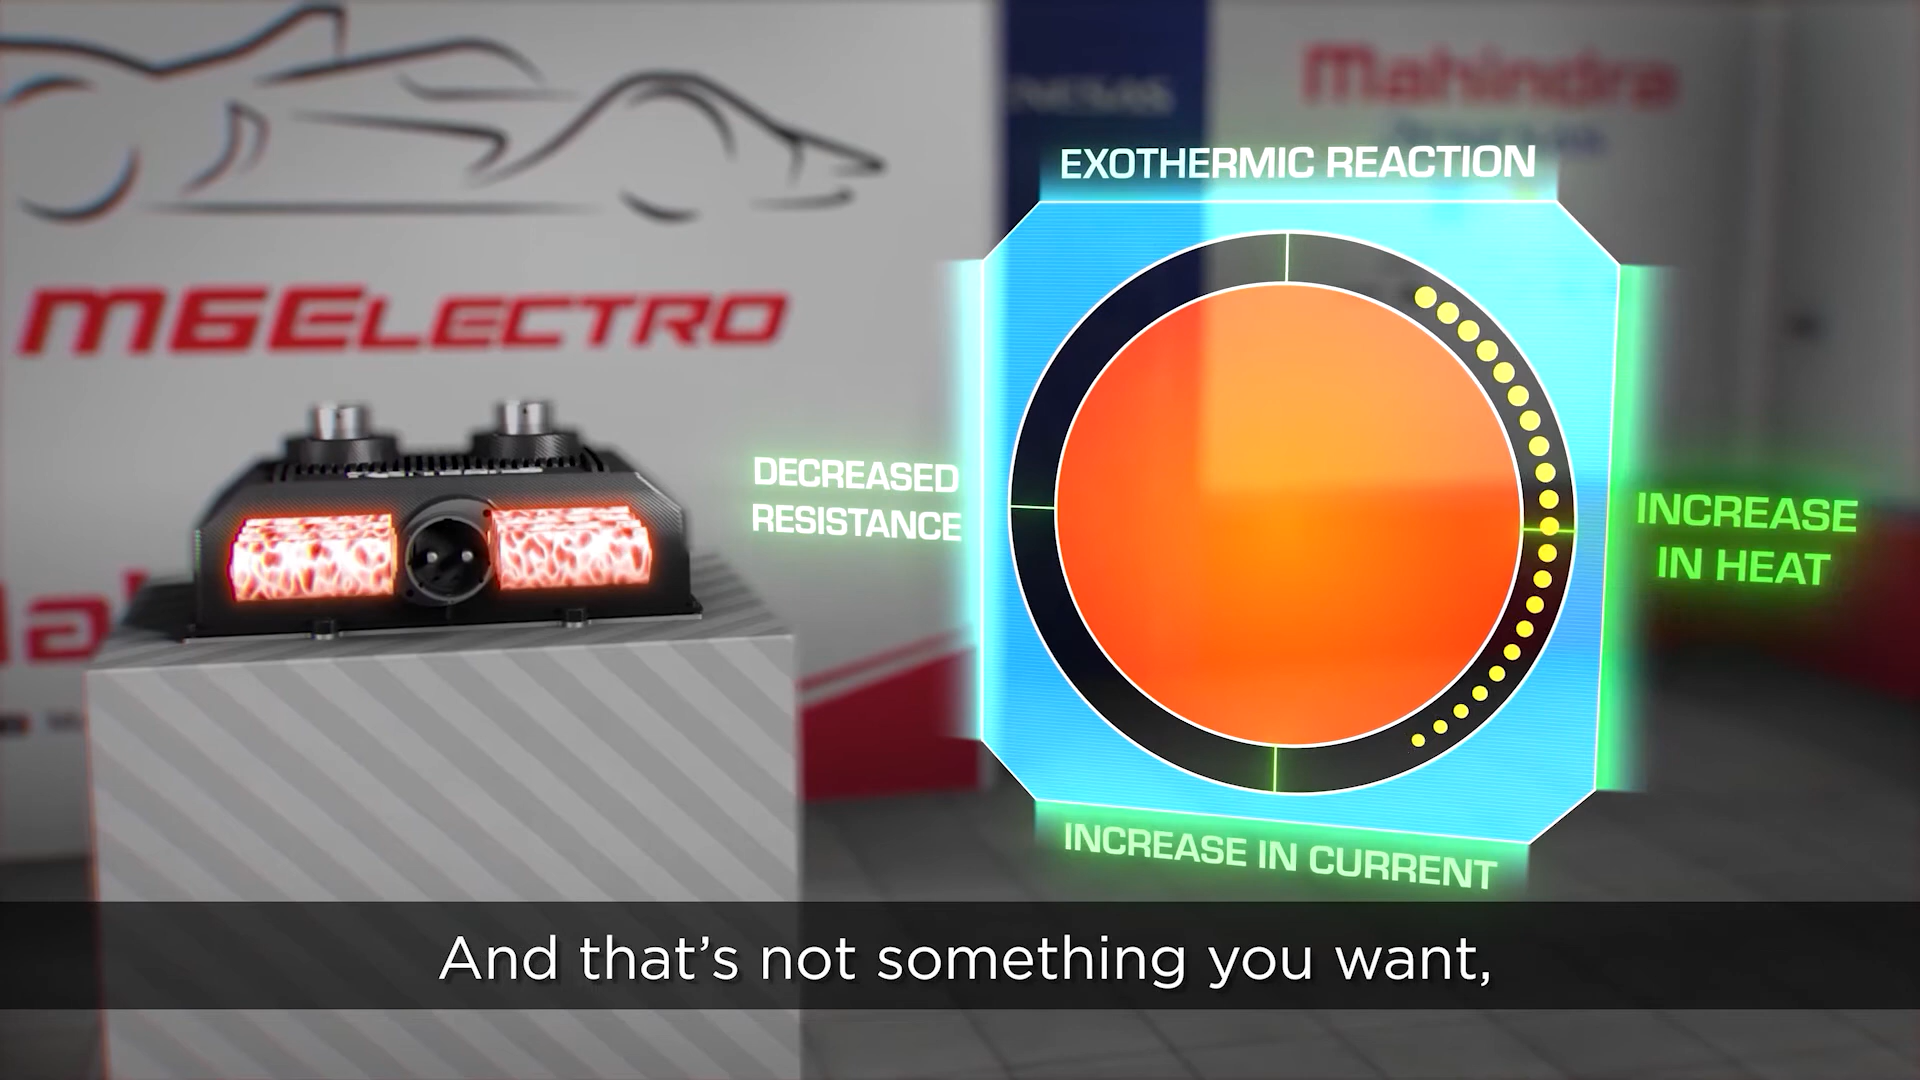 Mahindra
EXOTHERMIC REACTION
M6ELECTRO
DECREASED
RESISTANCE
INCREASE
IN HEAT
INCREASE IN CURRENT
And that's not something you want,